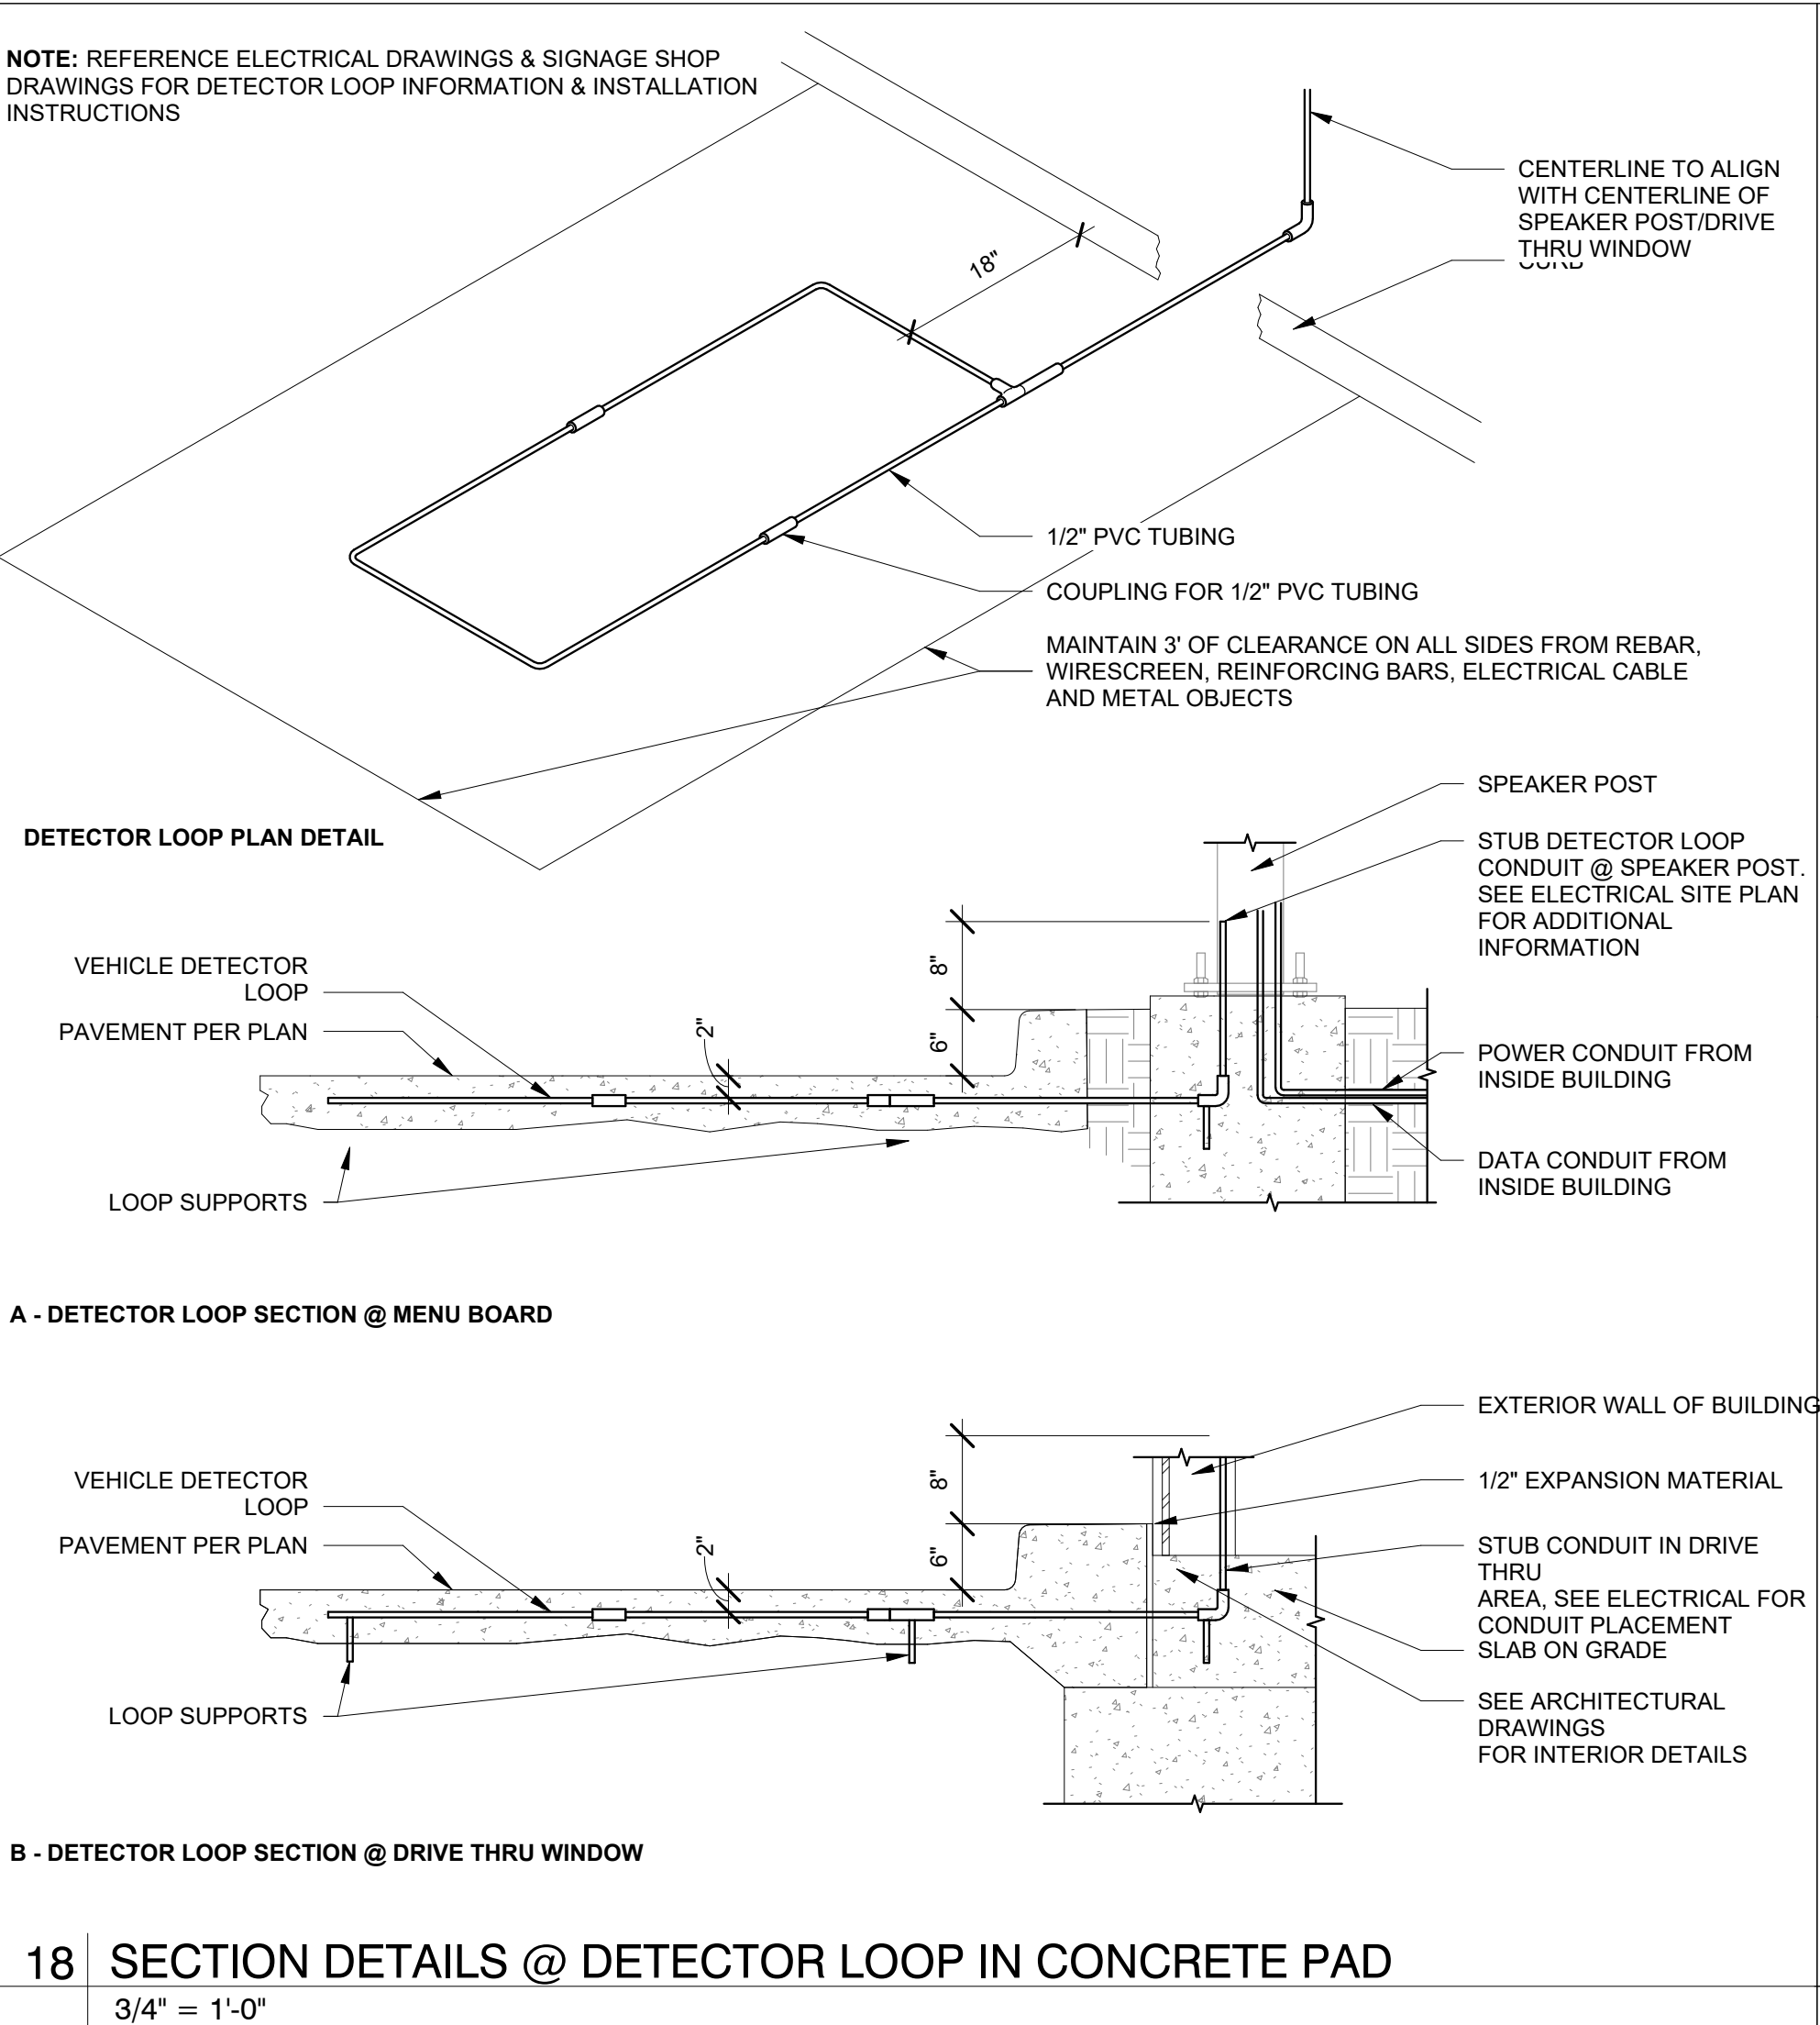 NOTE: REFERENCE ELECTRICAL DRAWINGS & SIGNAGE SHOP
DRAWINGS FOR DETECTOR LOOP INFORMATION & INSTALLATION
INSTRUCTIONS
CENTERLINE TO ALIGN
WITH CENTERLINE OF
SPEAKER POST/DRIVE
THRU WINDOW
CURB
18"
1/2" PVC TUBING
COUPLING FOR 1/2" PVC TUBING
MAINTAIN 3' OF CLEARANCE ON ALL SIDES FROM REBAR,
WIRESCREEN, REINFORCING BARS, ELECTRICAL CABLE
AND METAL OBJECTS
DETECTOR LOOP PLAN DETAIL
SPEAKER POST
STUB DETECTOR LOOP
CONDUIT @ SPEAKER POST.
SEE ELECTRICAL SITE PLAN
FOR ADDITIONAL
INFORMATION
VEHICLE DETECTOR
LOOP
PAVEMENT PER PLAN
2"
8"
6"
POWER CONDUIT FROM
INSIDE BUILDING
DATA CONDUIT FROM
INSIDE BUILDING
LOOP SUPPORTS
A - DETECTOR LOOP SECTION @ MENU BOARD
EXTERIOR WALL OF BUILDING
1/2" EXPANSION MATERIAL
VEHICLE DETECTOR
LOOP
PAVEMENT PER PLAN
2"
8"
6"
STUB CONDUIT IN DRIVE
THRU
AREA, SEE ELECTRICAL FOR
CONDUIT PLACEMENT
SLAB ON GRADE
SEE ARCHITECTURAL
DRAWINGS
FOR INTERIOR DETAILS
LOOP SUPPORTS
B - DETECTOR LOOP SECTION @ DRIVE THRU WINDOW
18 SECTION DETAILS @ DETECTOR LOOP IN CONCRETE PAD
3/4" = 1'-0"